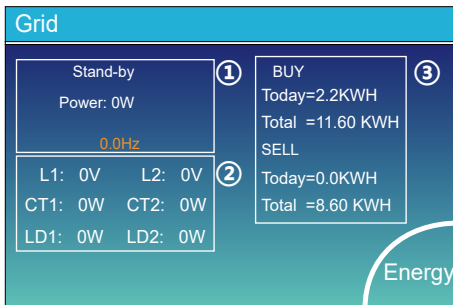 Grid
Stand-by
Power: 0W
0.0Hz
①
L1: 0V L2: 0V
CT1: 0W CT2: 0W
LD1: 0W LD2: 0W
②
BUY
Today=2.2KWH
Total =11.60 KWH
SELL
Today=0.0KWH
Total =8.60 KWH
③
Energy